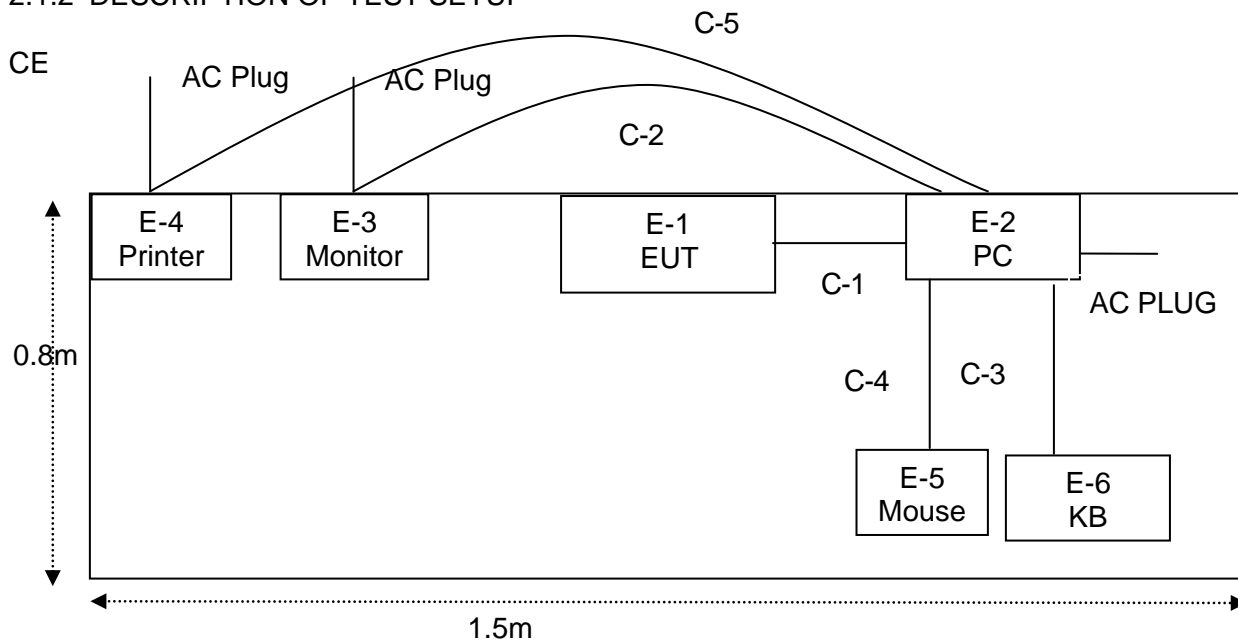 2.1.2 DESCRIPTION OF TEST SETUP
C-5
CE
AC Plug
AC Plug
C-2
E-4
Printer
E-3
Monitor
E-1
EUT
E-2
PC
C-1
AC PLUG
0.8m
C-4
C-3
E-5
Mouse
E-6
KB
1.5m